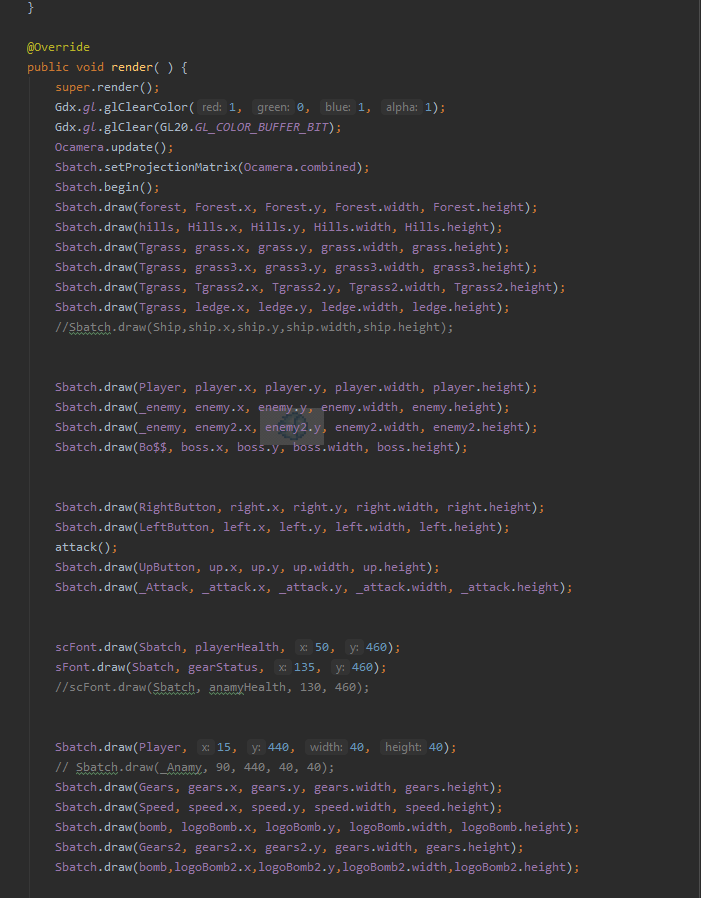 }
@Override
public void render( ) {
super.render();
Gdx.gl.glClearColor( red: 1, green: 0, blue: 1, alpha: 1);
Gdx.gl.glClear(GL20.GL_COLOR_BUFFER_BIT);
Ocamera.update();
Sbatch.setProjectionMatrix(Ocamera.combined);
Sbatch.begin();
Sbatch.draw(forest, Forest.x, Forest.y, Forest.width, Forest.height);
Sbatch.draw(hills, Hills.x, Hills.y, Hills.width, Hills.height);
Sbatch.draw(Tgrass, grass.x, grass.y, grass.width, grass.height);
Sbatch.draw(Tgrass, grass3.x, grass3.y, grass3.width, grass3.height);
Sbatch.draw(Tgrass, Tgrass2.x, Tgrass2.y, Tgrass2.width, Tgrass2.height);
Sbatch.draw(Tgrass, ledge.x, ledge.y, ledge.width, ledge.height);
//Sbatch.draw(Ship,ship.x,ship.y,ship.width,ship.height);
Sbatch.draw(Player, player.x, player.y, player.width, player.height);
Sbatch.draw(_enemy, enemy.x, enemy.y, enemy.width, enemy.height);
Sbatch.draw(_enemy, enemy2.x, enemy2.y, enemy2.width, enemy2.height);
Sbatch.draw(Bo$$, boss.x, boss.y, boss.width, boss.height);
Sbatch.draw(RightButton, right.x, right.y, right.width, right.height);
Sbatch.draw(LeftButton, left.x, left.y, left.width, left.height);
attack();
Sbatch.draw(UpButton, up.x, up.y, up.width, up.height);
Sbatch.draw(_Attack, _attack.x, _attack.y, _attack.width, _attack.height);
scFont.draw(Sbatch, playerHealth, x: 50, y: 460);
sFont.draw(Sbatch, gearStatus, x: 135, y: 460);
//scFont.draw(Sbatch, anamyHealth, 130, 460);
Sbatch.draw(Player, x: 15, y: 440, width: 40, height: 40);
// Sbatch.draw(_Anamy, 90, 440, 40, 40);
Sbatch.draw(Gears, gears.x, gears.y, gears.width, gears.height);
Sbatch.draw(Speed, speed.x, speed.y, speed.width, speed.height);
Sbatch.draw(bomb, logoBomb.x, logoBomb.y, logoBomb.width, logoBomb.height);
Sbatch.draw(Gears2, gears2.x, gears2.y, gears.width, gears.height);
Sbatch.draw(bomb,logoBomb2.x,logoBomb2.y,logoBomb2.width,logoBomb2.height);